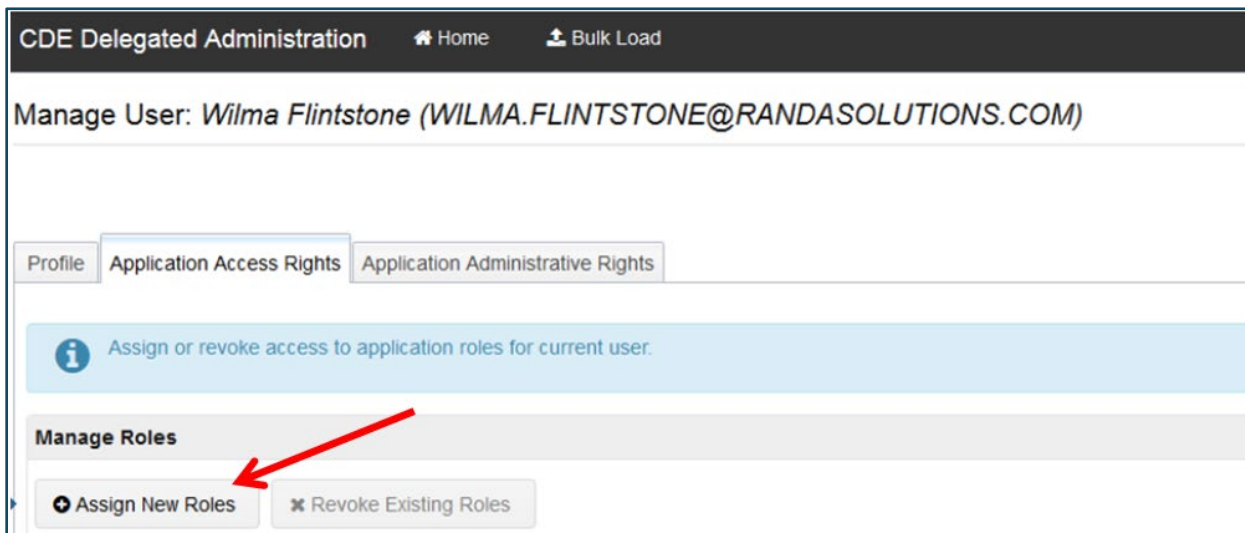 CDE Delegated Administration Home Bulk Load
Manage User: Wilma Flintstone (WILMA.FLINTSTONE@RANDASOLUTIONS.COM)
Profile Application Access Rights Application Administrative Rights
Assign or revoke access to application roles for current user.
Manage Roles
Assign New Roles Revoke Existing Roles